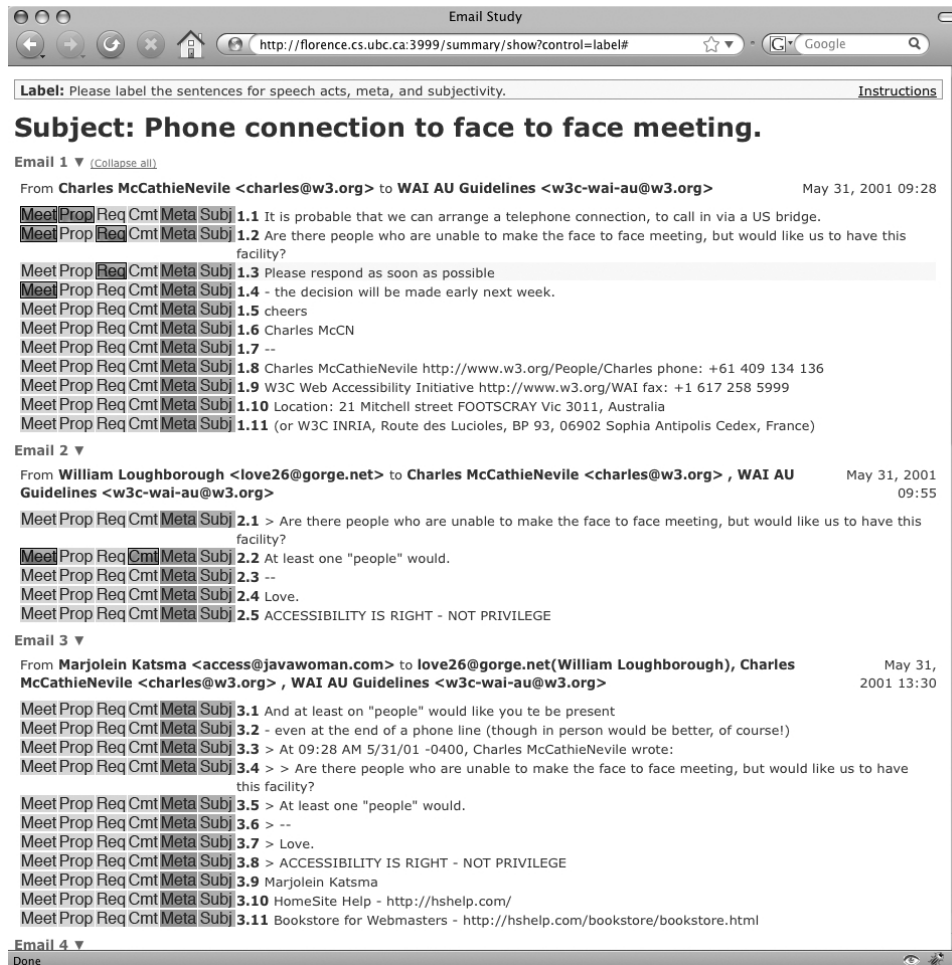 Email Study
http://florence.cs.ubc.ca:3999/summary/show?control=label#
G
Google
Label: Please label the sentences for speech acts, meta, and subjectivity.
Instructions
Subject: Phone connection to face to face meeting.
Email 1 ▼ (Collapse all)
From Charles McCathieNevile <charles@w3.org> to WAI AU Guidelines <w3c-wai-au@w3.org> May 31, 2001 09:28
Meet Prop Req Cmt Meta Subj 1.1 It is probable that we can arrange a telephone connection, to call in via a US bridge.
Meet Prop Req Cmt Meta Subj 1.2 Are there people who are unable to make the face to face meeting, but would like us to have this
facility?
Meet Prop Req Cmt Meta Subj 1.3 Please respond as soon as possible
Meet Prop Req Cmt Meta Subj 1.4 - the decision will be made early next week.
Meet Prop Req Cmt Meta Subj 1.5 cheers
Meet Prop Req Cmt Meta Subj 1.6 Charles McCN
Meet Prop Req Cmt Meta Subj 1.7 --
Meet Prop Req Cmt Meta Subj 1.8 Charles McCathieNevile http://www.w3.org/People/Charles phone: +61 409 134 136
Meet Prop Req Cmt Meta Subj 1.9 W3C Web Accessibility Initiative http://www.w3.org/WAI fax: +1 617 258 5999
Meet Prop Req Cmt Meta Subj 1.10 Location: 21 Mitchell street FOOTSCRAY Vic 3011, Australia
Meet Prop Req Cmt Meta Subj 1.11 (or W3C INRIA, Route des Lucioles, BP 93, 06902 Sophia Antipolis Cedex, France)
Email 2 ▼
From William Loughborough <love26@gorge.net> to Charles McCathieNevile <charles@w3.org> , WAI AU May 31, 2001
Guidelines <w3c-wai-au@w3.org> 09:55
Meet Prop Req Cmt Meta Subj 2.1 > Are there people who are unable to make the face to face meeting, but would like us to have this
facility?
Meet Prop Req Cmt Meta Subj 2.2 At least one "people" would.
Meet Prop Req Cmt Meta Subj 2.3 --
Meet Prop Req Cmt Meta Subj 2.4 Love.
Meet Prop Req Cmt Meta Subj 2.5 ACCESSIBILITY IS RIGHT - NOT PRIVILEGE
Email 3 ▼
From Marjolein Katsma <access@javawoman.com> to love26@gorge.net(William Loughborough), Charles May 31,
McCathieNevile <charles@w3.org> , WAI AU Guidelines <w3c-wai-au@w3.org> 2001 13:30
Meet Prop Req Cmt Meta Subj 3.1 And at least on "people" would like you te be present
Meet Prop Req Cmt Meta Subj 3.2 - even at the end of a phone line (though in person would be better, of course!)
Meet Prop Req Cmt Meta Subj 3.3 > At 09:28 AM 5/31/01 -0400, Charles McCathieNevile wrote:
Meet Prop Req Cmt Meta Subj 3.4 > > Are there people who are unable to make the face to face meeting, but would like us to have
this facility?
Meet Prop Req Cmt Meta Subj 3.5 > At least one "people" would.
Meet Prop Req Cmt Meta Subj 3.6 > --
Meet Prop Req Cmt Meta Subj 3.7 > Love.
Meet Prop Req Cmt Meta Subj 3.8 > ACCESSIBILITY IS RIGHT - NOT PRIVILEGE
Meet Prop Req Cmt Meta Subj 3.9 Marjolein Katsma
Meet Prop Req Cmt Meta Subj 3.10 HomeSite Help - http://hshelp.com/
Meet Prop Req Cmt Meta Subj 3.11 Bookstore for Webmasters - http://hshelp.com/bookstore/bookstore.html
Email 4 ▼
Done